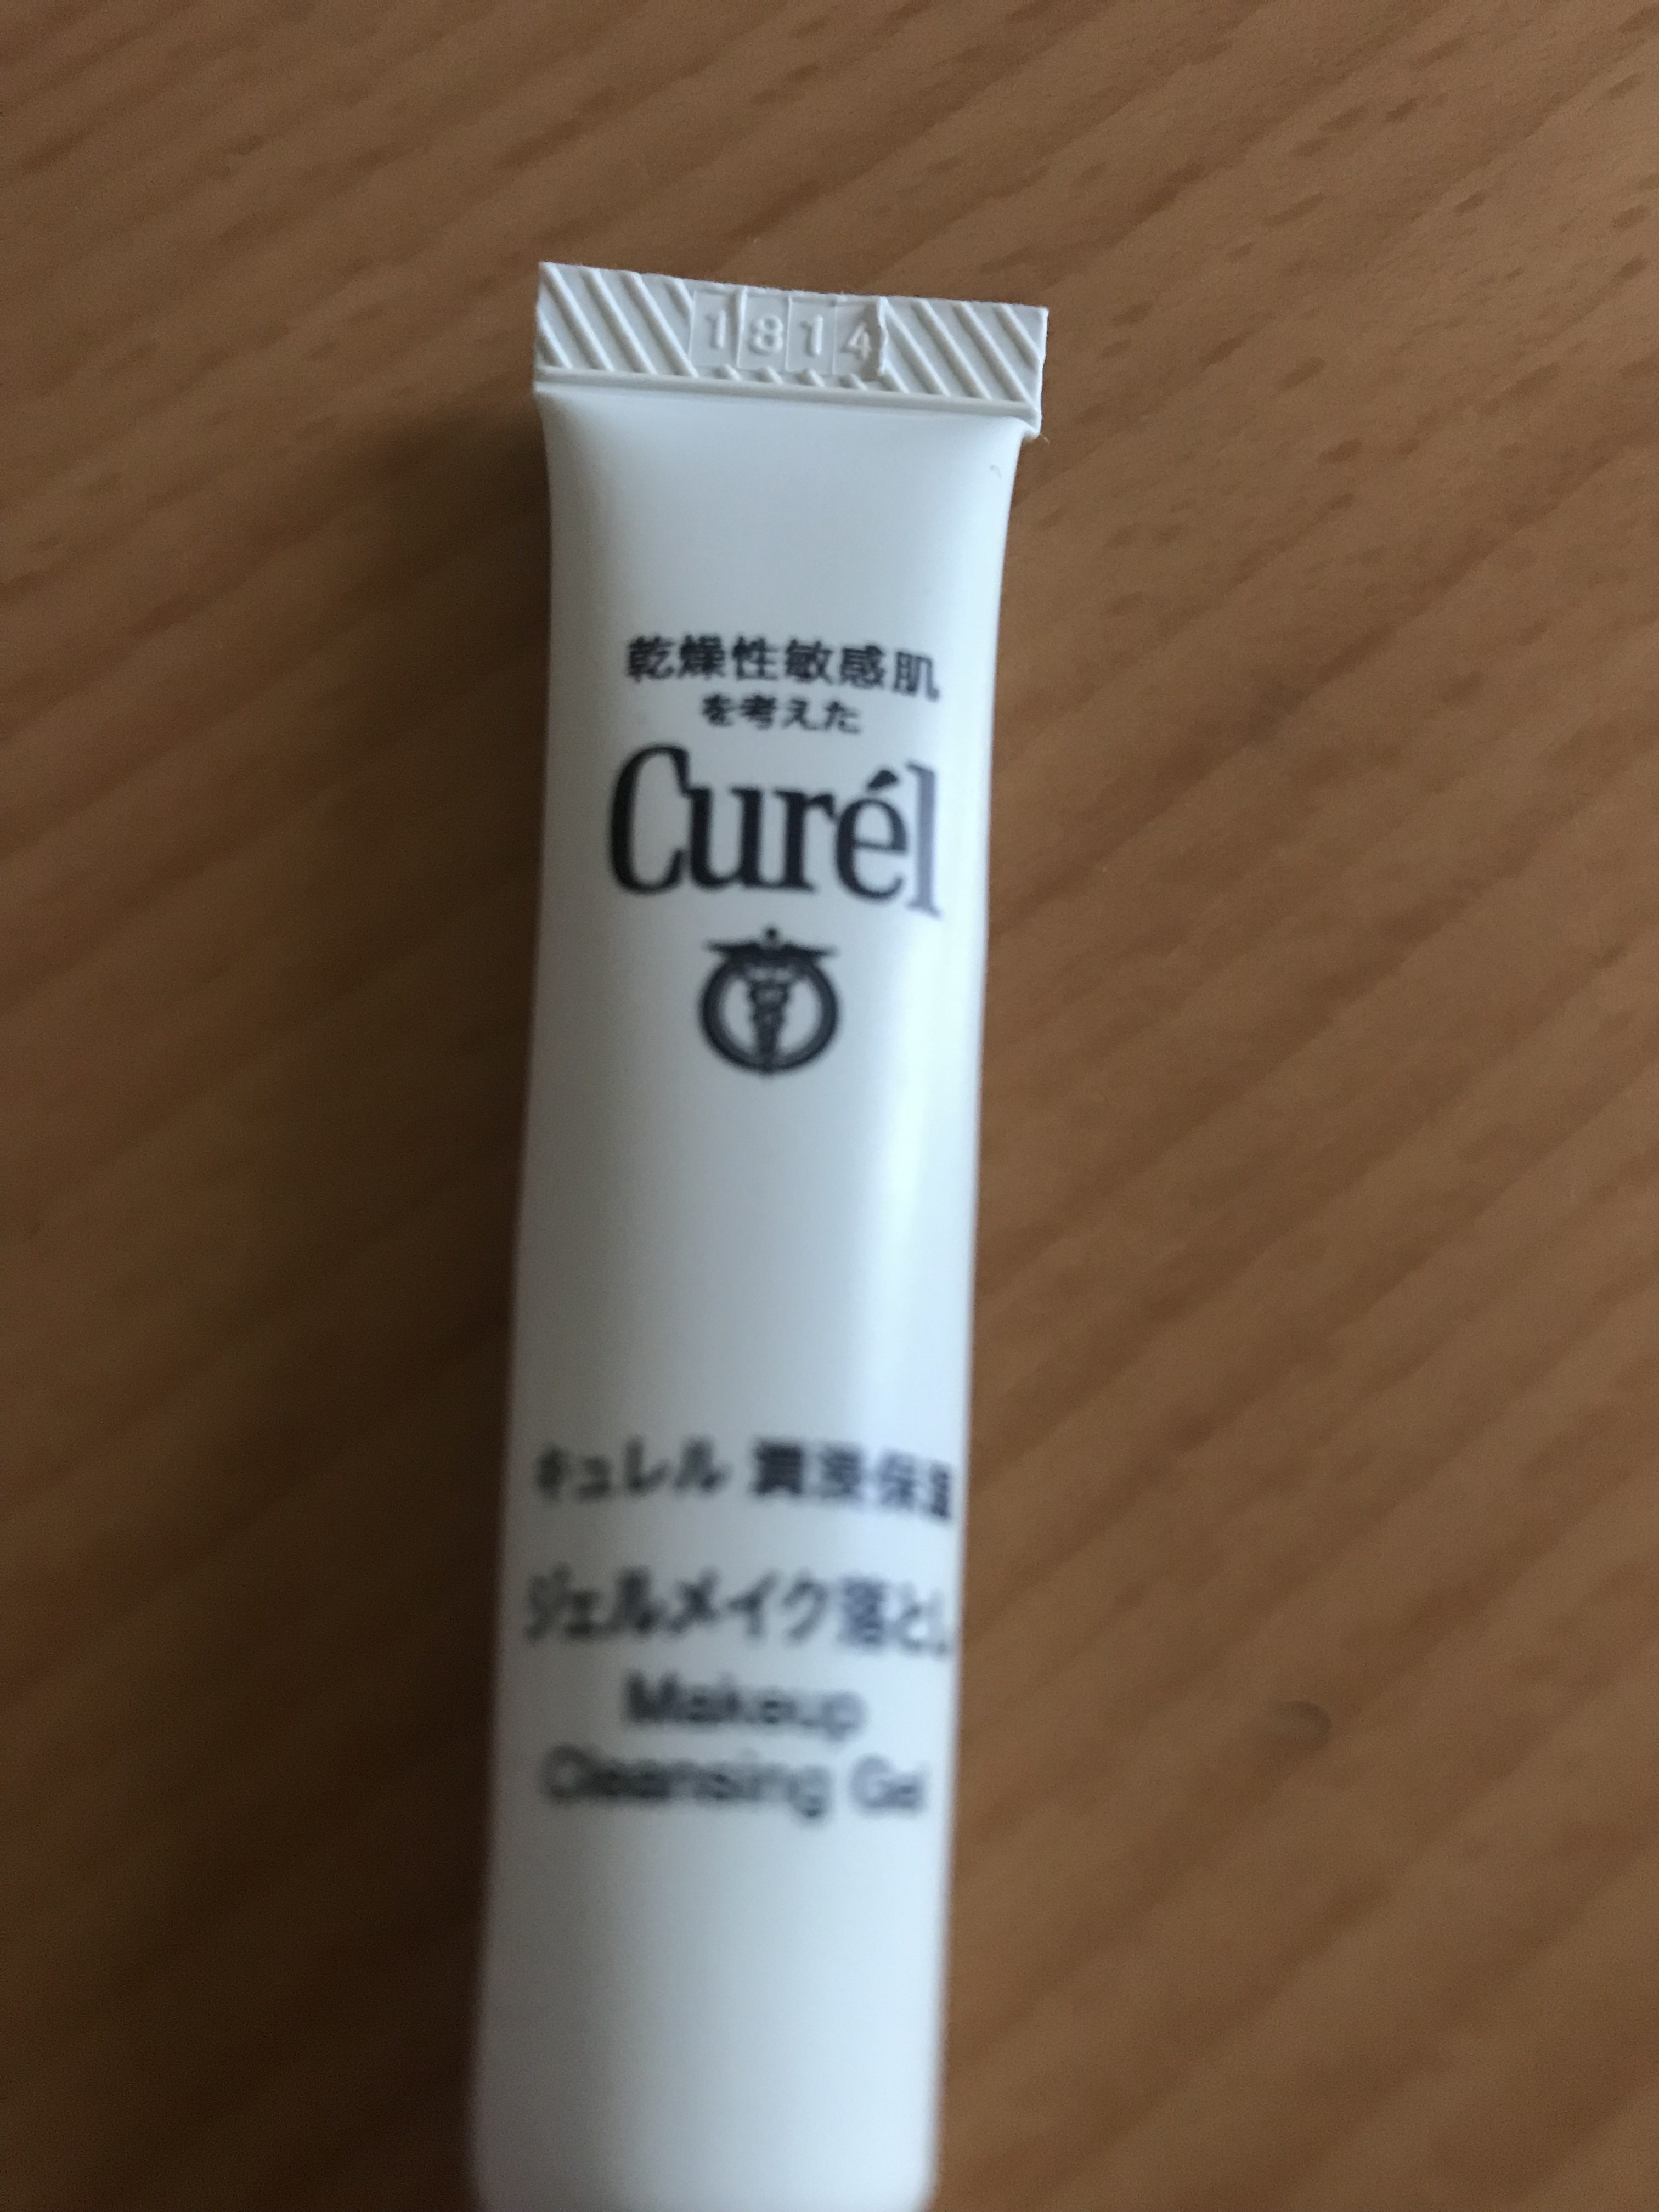 1814
乾燥性敏感肌
を考えた
Curél
キュレル 潤浸保湿
ジェルメイク落とし
Makeup
Cleansing Gel